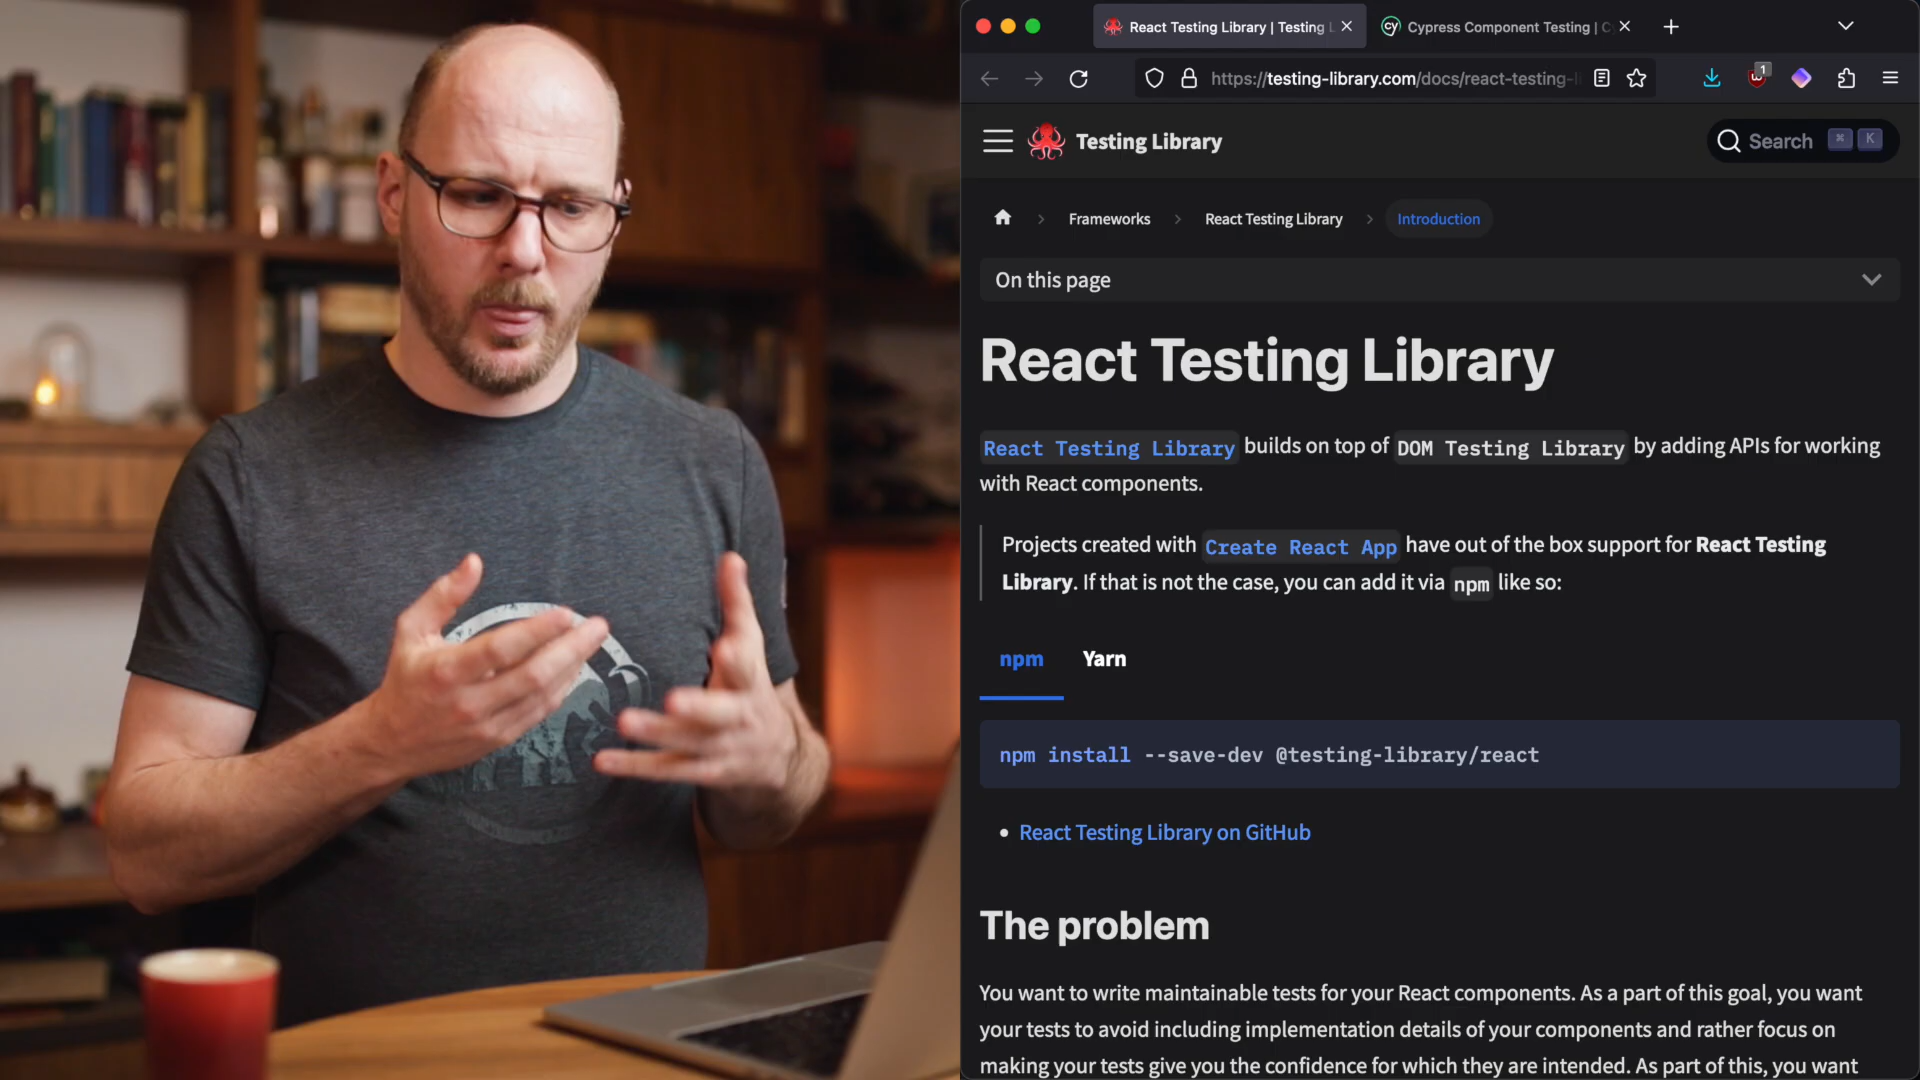 React Testing Library | Testing L
Cypress Component Testing | C
https://testing-library.com/docs/react-testing-li
1
Testing Library
Search ⌘ K
Frameworks
React Testing Library
Introduction
On this page
React Testing Library
React Testing Library builds on top of DOM Testing Library by adding APIs for working
with React components.
Projects created with Create React App have out of the box support for React Testing
Library. If that is not the case, you can add it via npm like so:
npm Yarn
npm install --save-dev @testing-library/react
React Testing Library on GitHub
The problem
You want to write maintainable tests for your React components. As a part of this goal, you want
your tests to avoid including implementation details of your components and rather focus on
making your tests give you the confidence for which they are intended. As part of this, you want